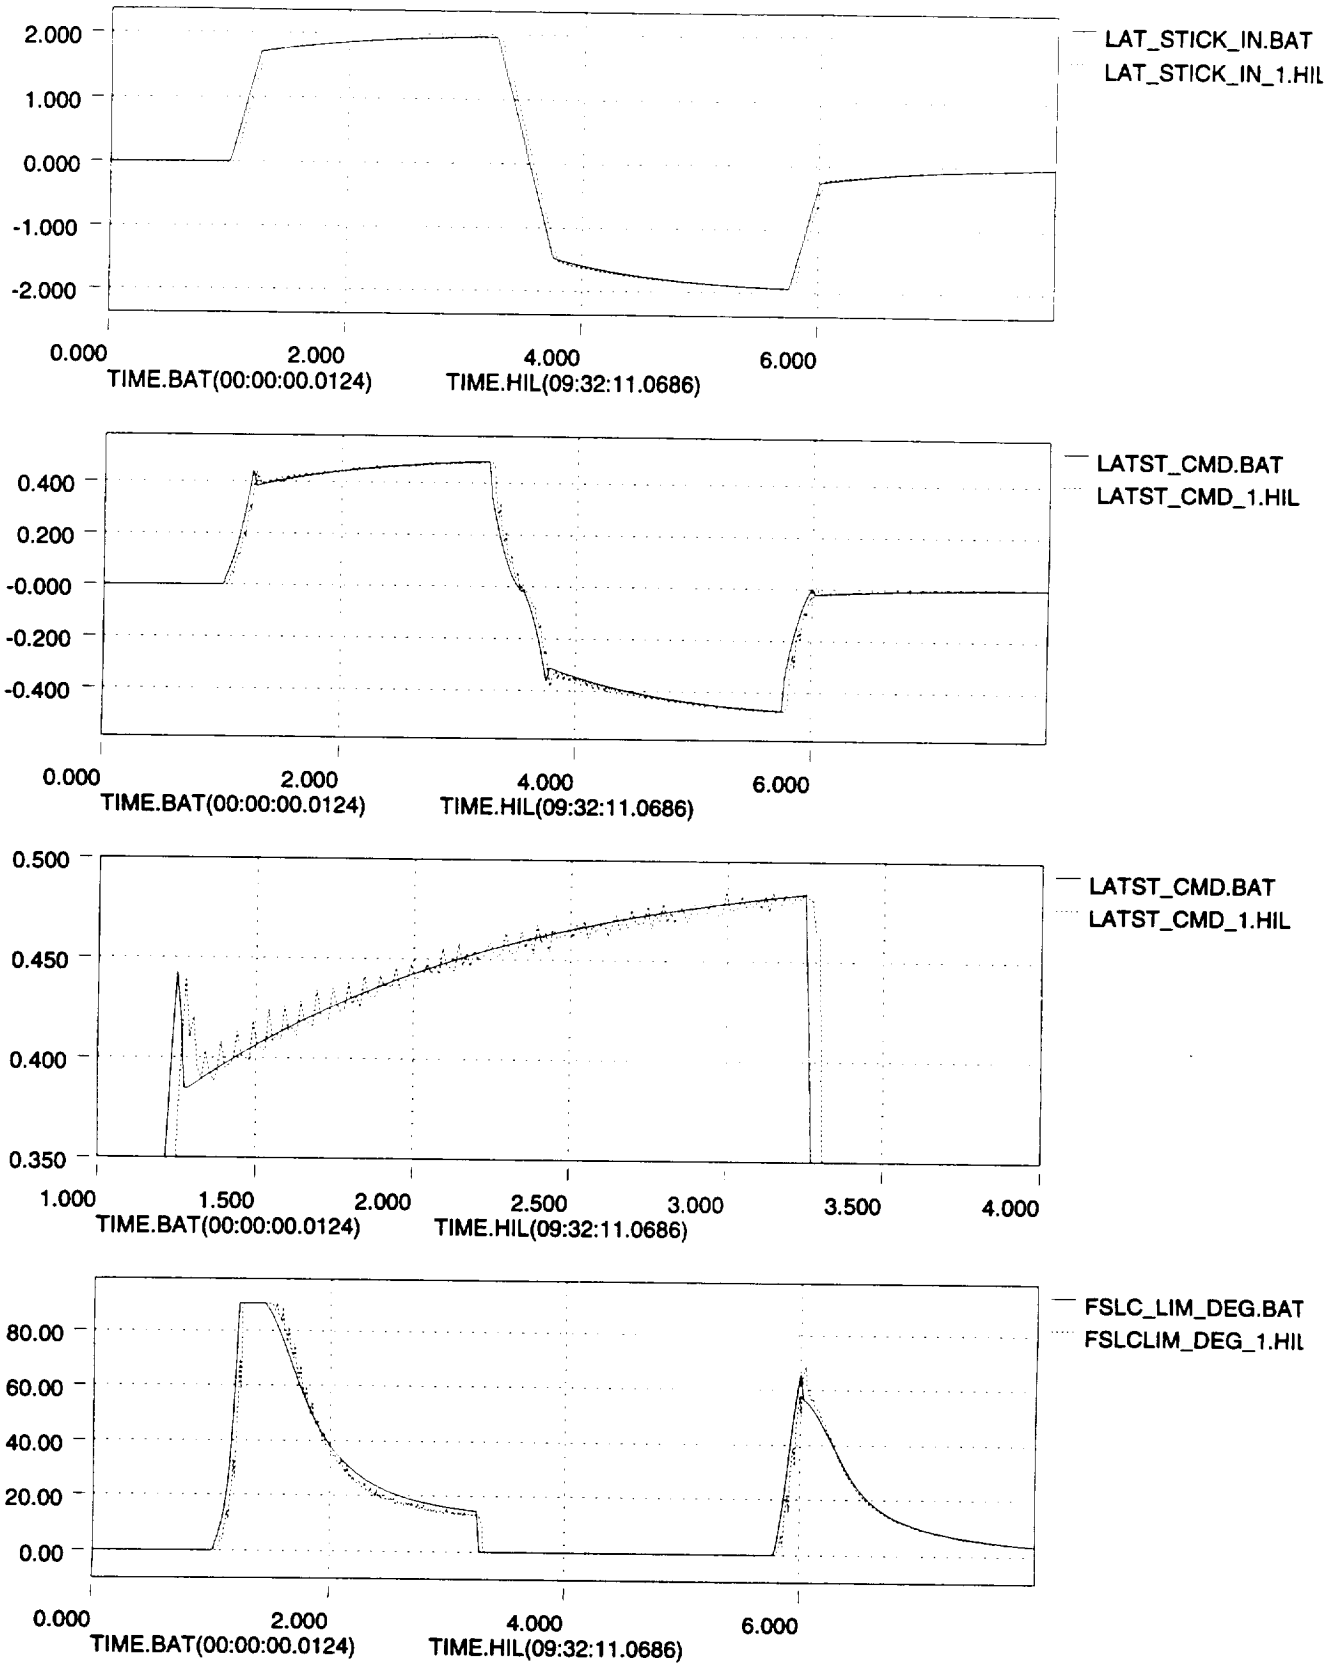 2.000
1.000
0.000
-1.000
-2.000
LAT_STICK_IN.BAT
LAT_STICK_IN_1.HIL
0.000 2.000 4.000 6.000
TIME.BAT(00:00:00.0124) TIME.HIL(09:32:11.0686)
0.400
0.200
-0.000
-0.200
-0.400
LATST_CMD.BAT
LATST_CMD_1.HIL
0.000 2.000 4.000 6.000
TIME.BAT(00:00:00.0124) TIME.HIL(09:32:11.0686)
0.500
0.450
0.400
0.350
LATST_CMD.BAT
LATST_CMD_1.HIL
1.000 1.500 2.000 2.500 3.000 3.500 4.000
TIME.BAT(00:00:00.0124) TIME.HIL(09:32:11.0686)
80.00
60.00
40.00
20.00
0.00
FSLC_LIM_DEG.BAT
FSLCLIM_DEG_1.HIL
0.000 2.000 4.000 6.000
TIME.BAT(00:00:00.0124) TIME.HIL(09:32:11.0686)